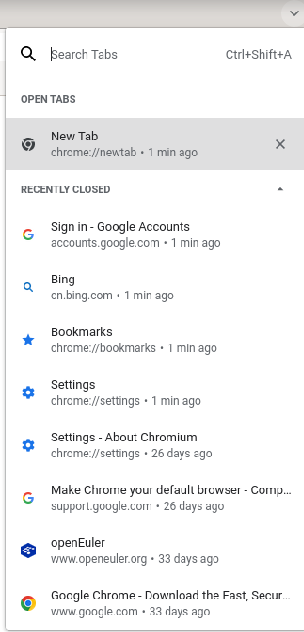 Search Tabs Ctrl+Shift+A
OPEN TABS
New Tab
chrome://newtab • 1 min ago
RECENTLY CLOSED
Sign in - Google Accounts
accounts.google.com • 1 min ago
Bing
cn.bing.com • 1 min ago
Bookmarks
chrome://bookmarks • 1 min ago
Settings
chrome://settings • 1 min ago
Settings - About Chromium
chrome://settings • 26 days ago
Make Chrome your default browser - Comp...
support.google.com • 26 days ago
openEuler
www.openeuler.org • 33 days ago
Google Chrome - Download the Fast, Secur...
www.google.com • 33 days ago